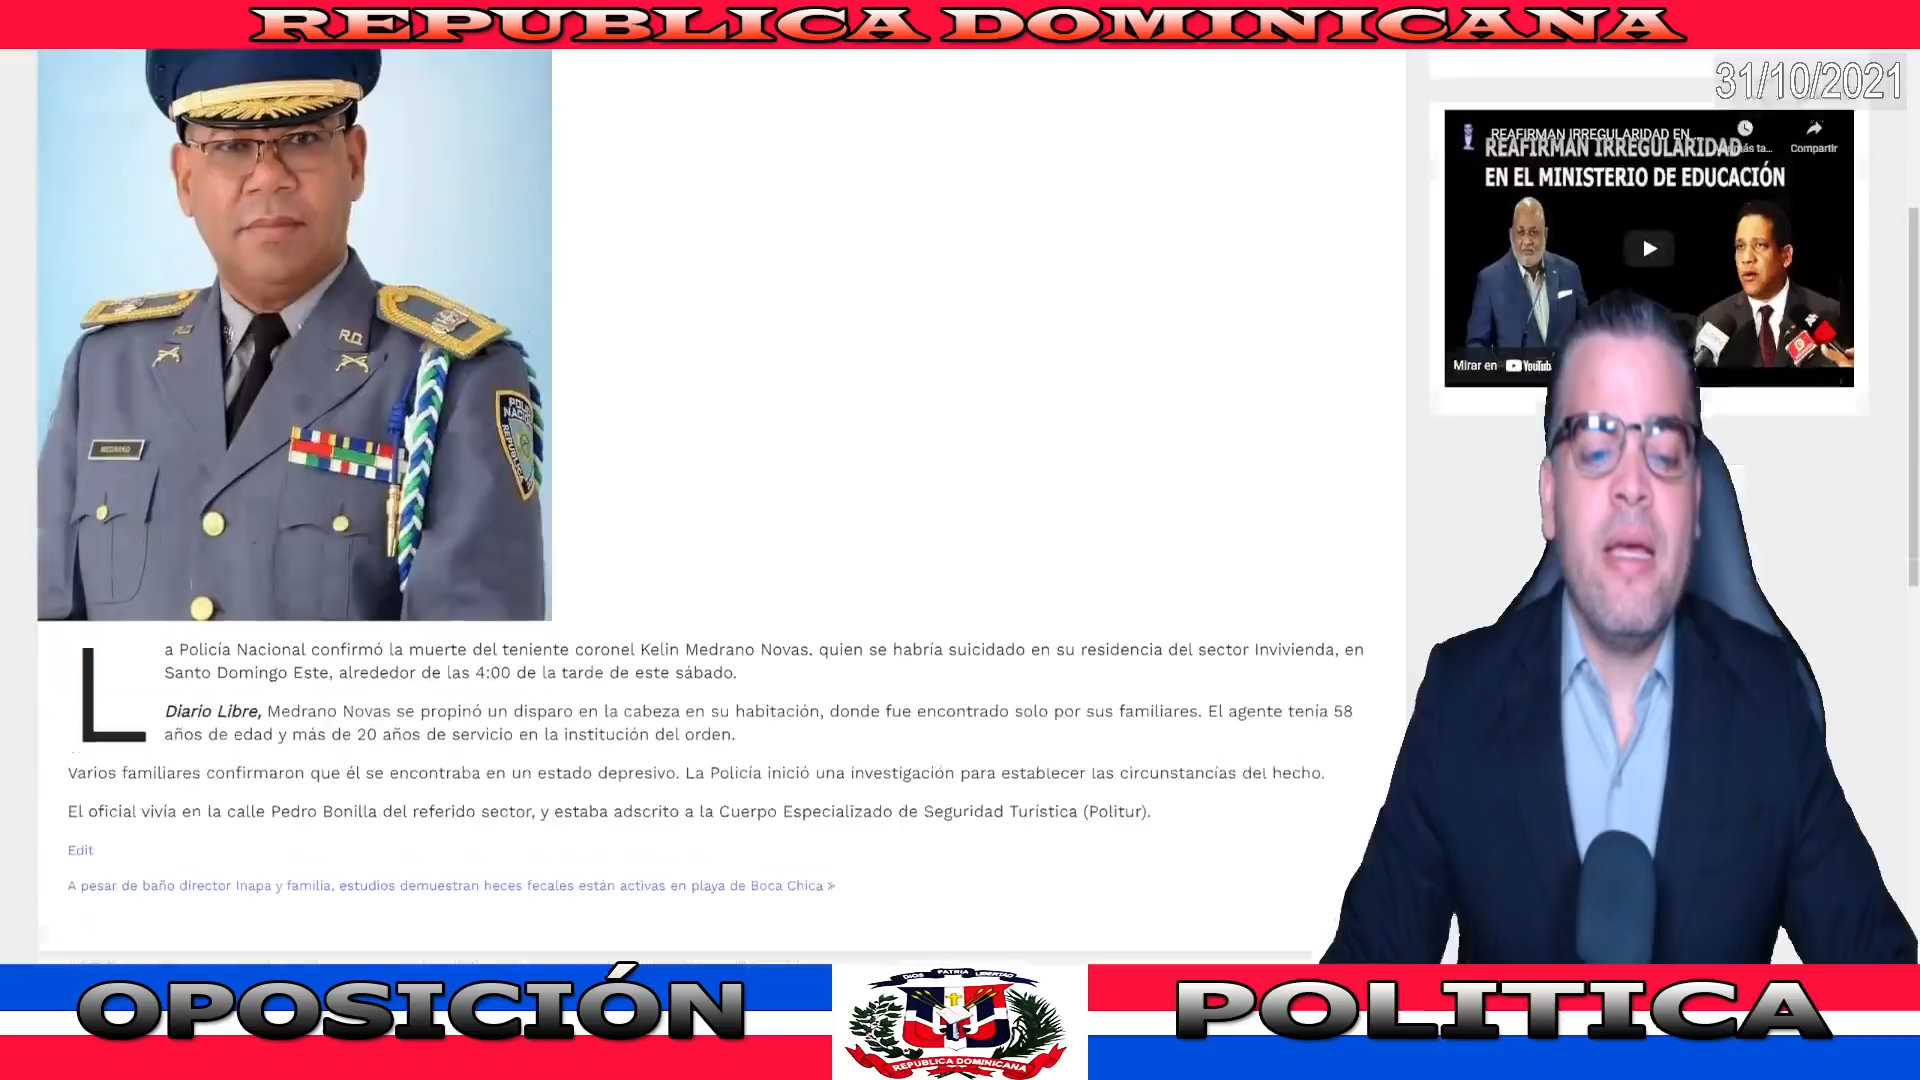 REPUBLICA DOMINICANA
31/10/2021
REAFIRMAN IRREGULARIDAD EN...
Compartir
REAFIRMAN IRREGULARIDAD
EN EL MINISTERIO DE EDUCACIÓN
Mirar en YouTub
R.D.
R.D.
MEDRANO
POLI
NACIO
REPUBLICA
La Policía Nacional confirmó la muerte del teniente coronel Kelin Medrano Novas, quien se habría suicidado en su residencia del sector Invivienda, en
Santo Domingo Este, alrededor de las 4:00 de la tarde de este sábado.
Diario Libre, Medrano Novas se propinó un disparo en la cabeza en su habitación, donde fue encontrado solo por sus familiares. El agente tenía 58
años de edad y más de 20 años de servicio en la institución del orden.
Varios familiares confirmaron que él se encontraba en un estado depresivo. La Policía inició una investigación para establecer las circunstancias del hecho.
El oficial vivía en la calle Pedro Bonilla del referido sector, y estaba adscrito a la Cuerpo Especializado de Seguridad Turística (Politur).
Edit
A pesar de baño director Inapa y familia, estudios demuestran heces fecales están activas en playa de Boca Chica »
OPOSICIÓN
DIOS PATRIA LIBERTAD
REPUBLICA DOMINICANA
POLITICA